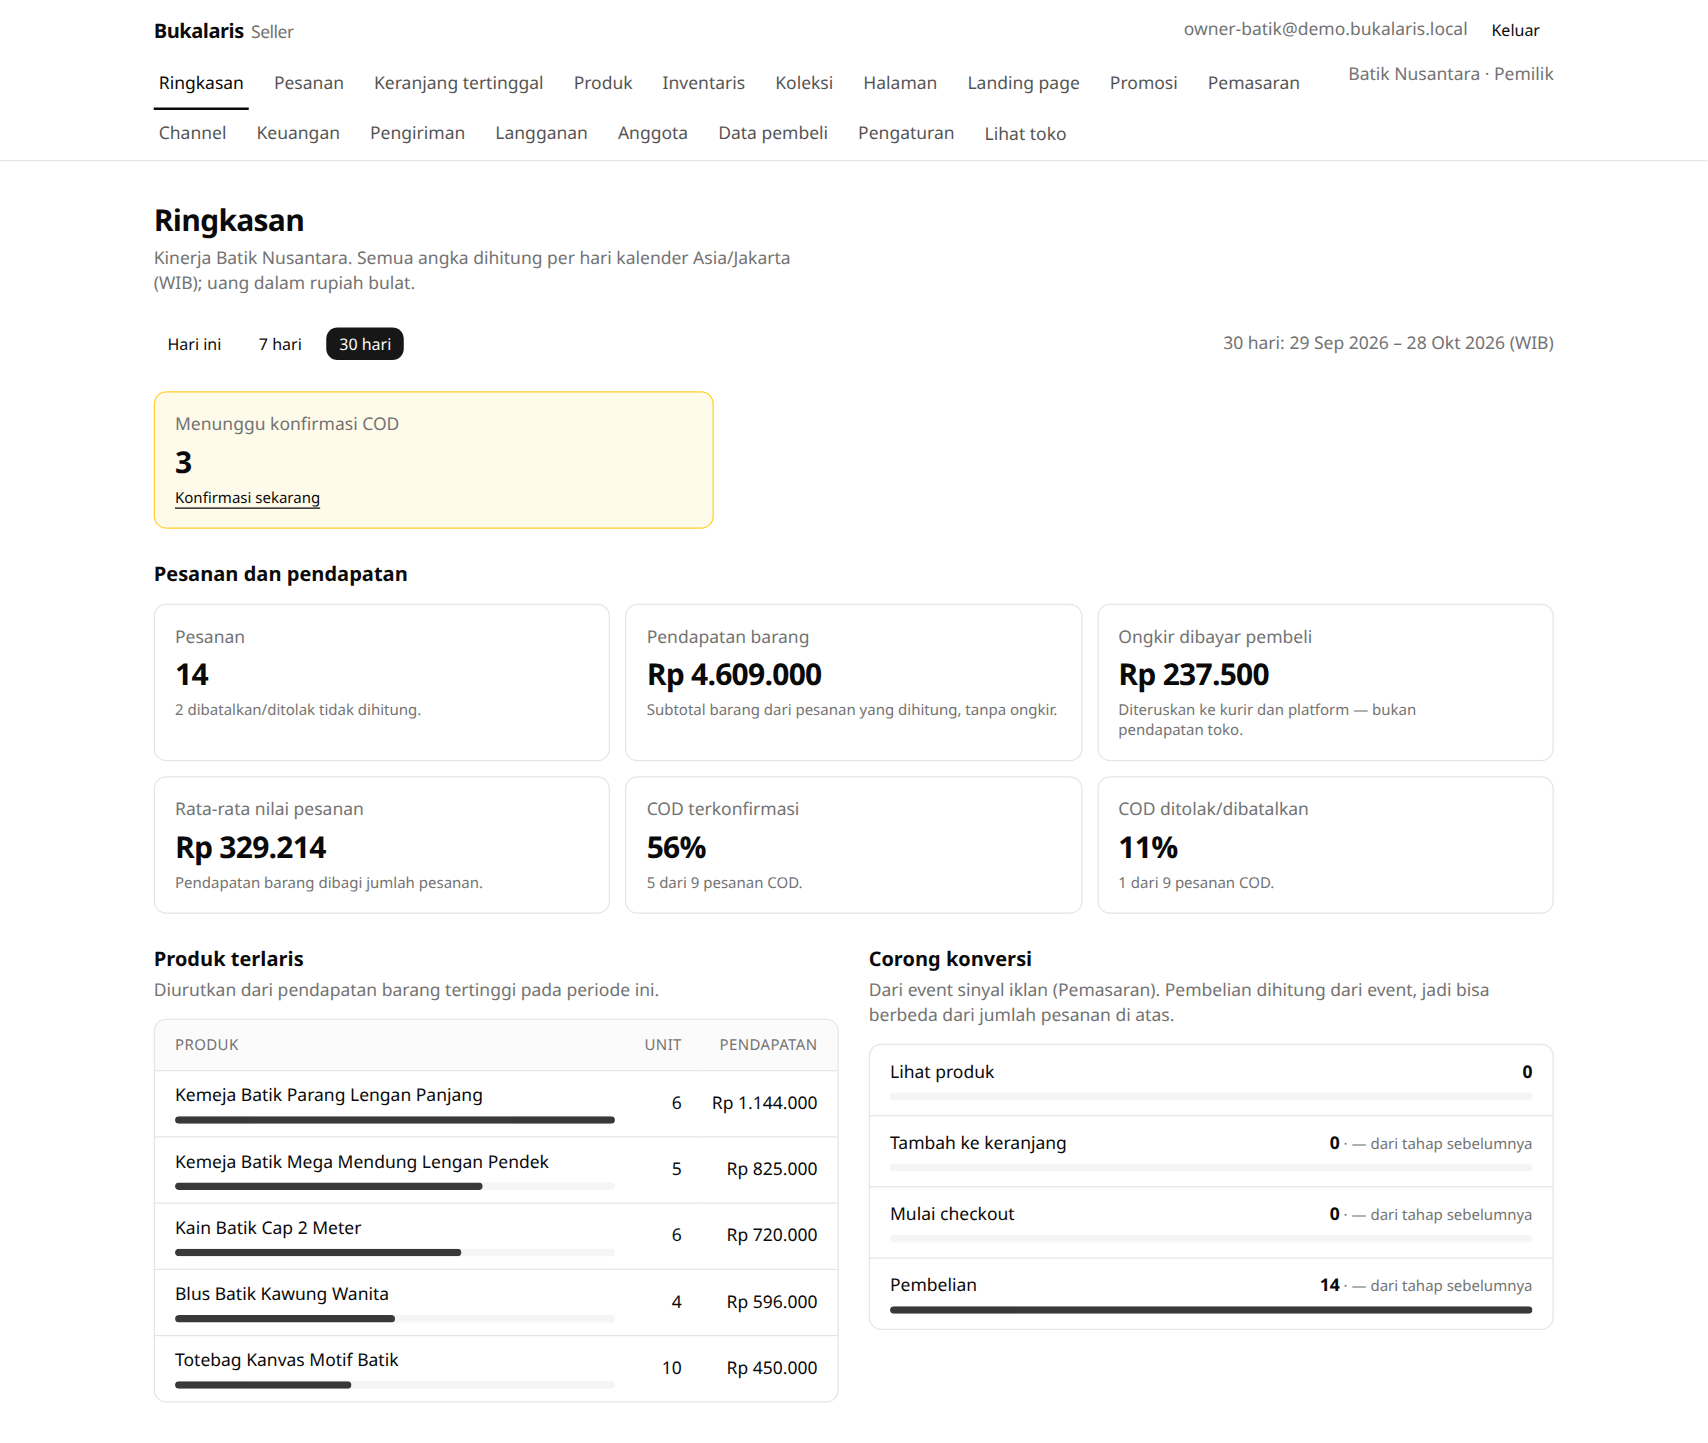 Bukalaris Seller
owner-batik@demo.bukalaris.local Keluar
Ringkasan Pesanan Keranjang tertinggal Produk Inventaris Koleksi Halaman Landing page Promosi Pemasaran
Batik Nusantara · Pemilik
Channel Keuangan Pengiriman Langganan Anggota Data pembeli Pengaturan Lihat toko
Ringkasan
Kinerja Batik Nusantara. Semua angka dihitung per hari kalender Asia/Jakarta
(WIB); uang dalam rupiah bulat.
Hari ini 7 hari 30 hari
30 hari: 29 Sep 2026 – 28 Okt 2026 (WIB)
Menunggu konfirmasi COD
3
Konfirmasi sekarang
Pesanan dan pendapatan
Pesanan
14
2 dibatalkan/ditolak tidak dihitung.
Pendapatan barang
Rp 4.609.000
Subtotal barang dari pesanan yang dihitung, tanpa ongkir.
Ongkir dibayar pembeli
Rp 237.500
Diteruskan ke kurir dan platform — bukan
pendapatan toko.
Rata-rata nilai pesanan
Rp 329.214
Pendapatan barang dibagi jumlah pesanan.
COD terkonfirmasi
56%
5 dari 9 pesanan COD.
COD ditolak/dibatalkan
11%
1 dari 9 pesanan COD.
Produk terlaris
Diurutkan dari pendapatan barang tertinggi pada periode ini.
PRODUK UNIT PENDAPATAN
Kemeja Batik Parang Lengan Panjang 6 Rp 1.144.000
Kemeja Batik Mega Mendung Lengan Pendek 5 Rp 825.000
Kain Batik Cap 2 Meter 6 Rp 720.000
Blus Batik Kawung Wanita 4 Rp 596.000
Totebag Kanvas Motif Batik 10 Rp 450.000
Corong konversi
Dari event sinyal iklan (Pemasaran). Pembelian dihitung dari event, jadi bisa
berbeda dari jumlah pesanan di atas.
Lihat produk 0
Tambah ke keranjang 0 · — dari tahap sebelumnya
Mulai checkout 0 · — dari tahap sebelumnya
Pembelian 14 · — dari tahap sebelumnya